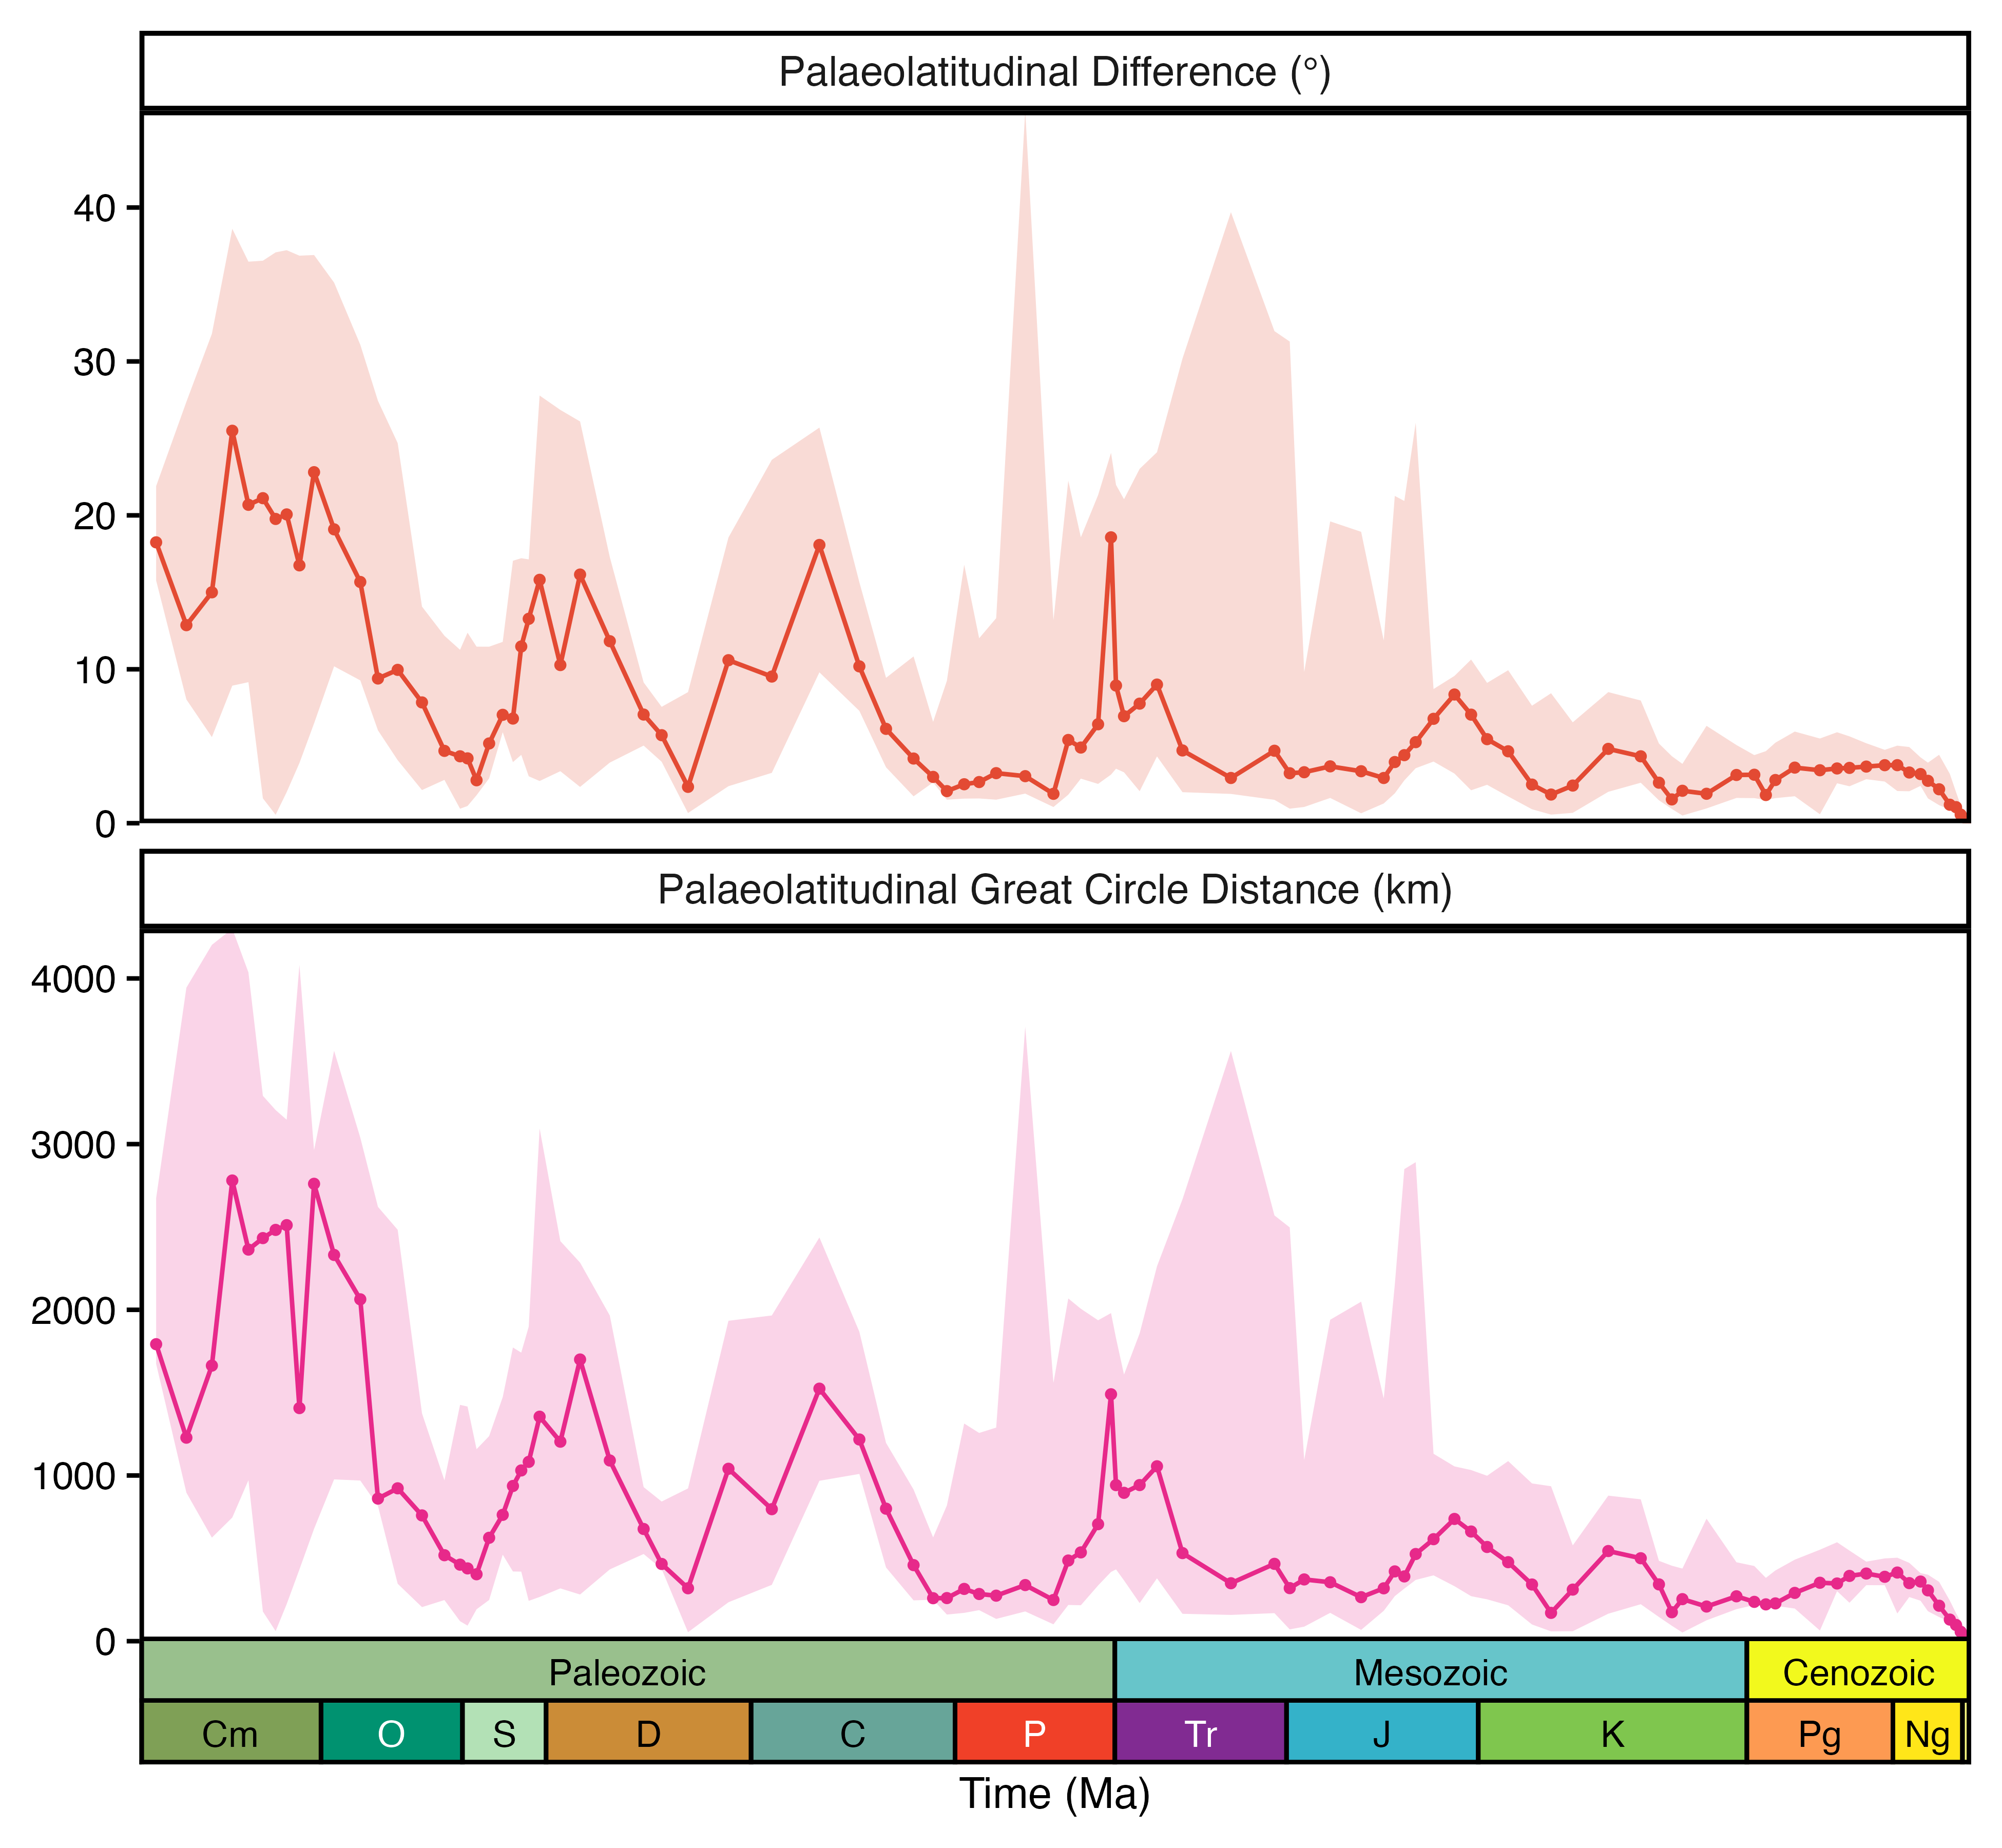 Palaeolatitudinal Difference (°)
40
30
20
10
0
Palaeolatitudinal Great Circle Distance (km)
4000
3000
2000
1000
0
Paleozoic Mesozoic Cenozoic
Cm O S D C P Tr J K Pg Ng
Time (Ma)